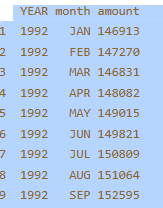 YEAR month amount
1 1992 JAN 146913
2 1992 FEB 147270
3 1992 MAR 146831
4 1992 APR 148082
5 1992 MAY 149015
6 1992 JUN 149821
7 1992 JUL 150809
8 1992 AUG 151064
9 1992 SEP 152595